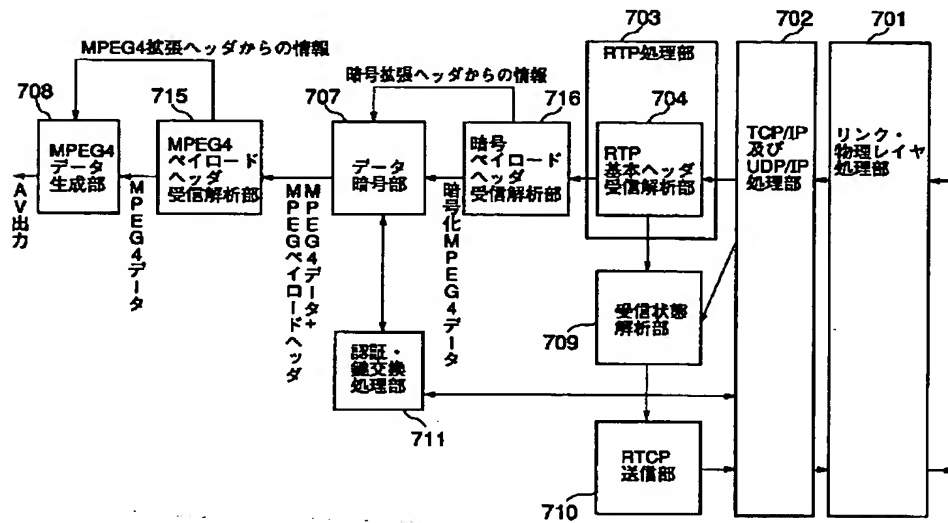 MPEG4拡張ヘッダからの情報
708
715
MPEG4
データ
生成部
MPEG4
ペイロード
ヘッダ
受信解析部
AV出力
MPEG4データ
暗号拡張ヘッダからの情報
707
716
データ
暗号部
暗号
ペイロード
ヘッダ
受信解析部
MPEG4データ+
MPEGペイロードヘッダ
暗号化MPEG4データ
認証・
鍵交換
処理部
711
703
RTP処理部
704
RTP
基本ヘッダ
受信解析部
受信状態
解析部
709
RTCP
送信部
710
702
TCP/IP
及び
UDP/IP
処理部
701
リンク・
物理レイヤ
処理部